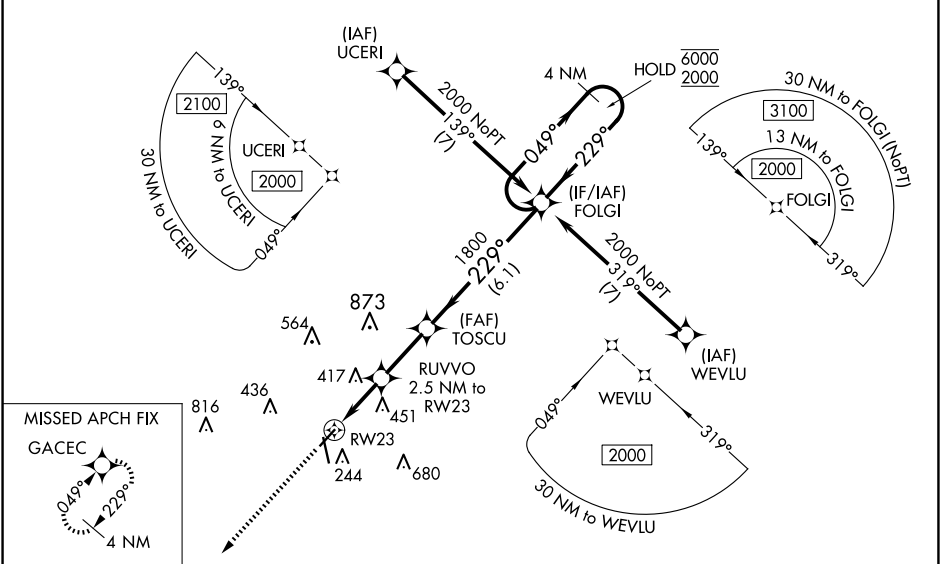 (IAF)
UCERI
2000 NoPT
139°
(7)
4 NM
HOLD
6000
2000
049°
229°
(IF/IAF)
FOLGI
139°
2100
9 NM to UCERI
UCERI
2000
30 NM to UCERI
049°
30 NM to FOLGI (NoPT)
3100
13 NM to FOLGI
139°
2000
FOLGI
319°
1800
229°
(6.1)
2000 NoPT
319°
(7)
(IAF)
WEVLU
873
564
(FAF)
TOSCU
417
RUVVO
2.5 NM to
RW23
436
451
816
RW23
244
680
WEVLU
049°
319°
2000
30 NM to WEVLU
MISSED APCH FIX
GACEC
049°
229°
4 NM